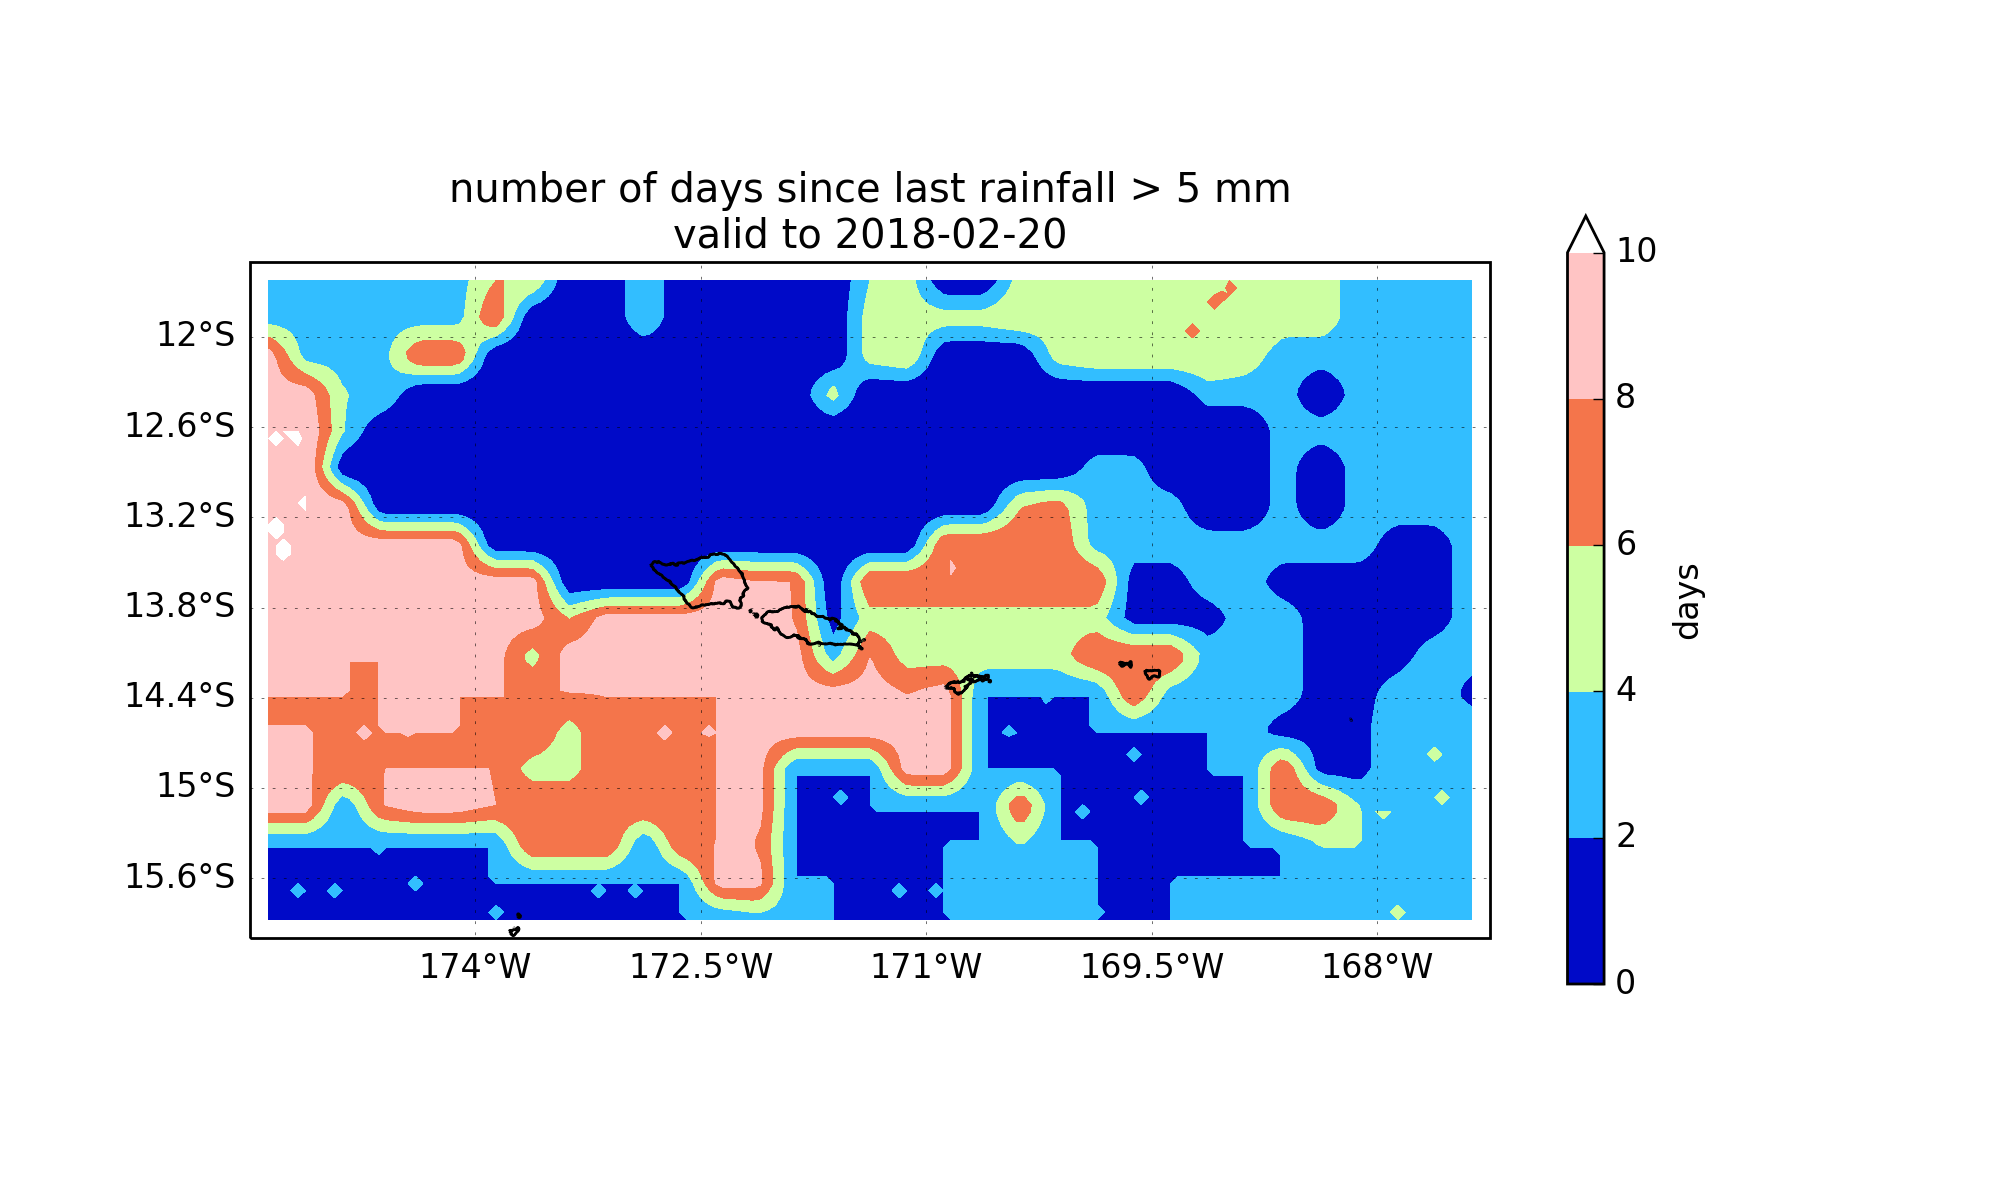 number of days since last rainfall > 5 mm
valid to 2018-02-20
12°S
12.6°S
13.2°S
13.8°S
14.4°S
15°S
15.6°S
174°W
172.5°W
171°W
169.5°W
168°W
10
8
6
4
2
0
days